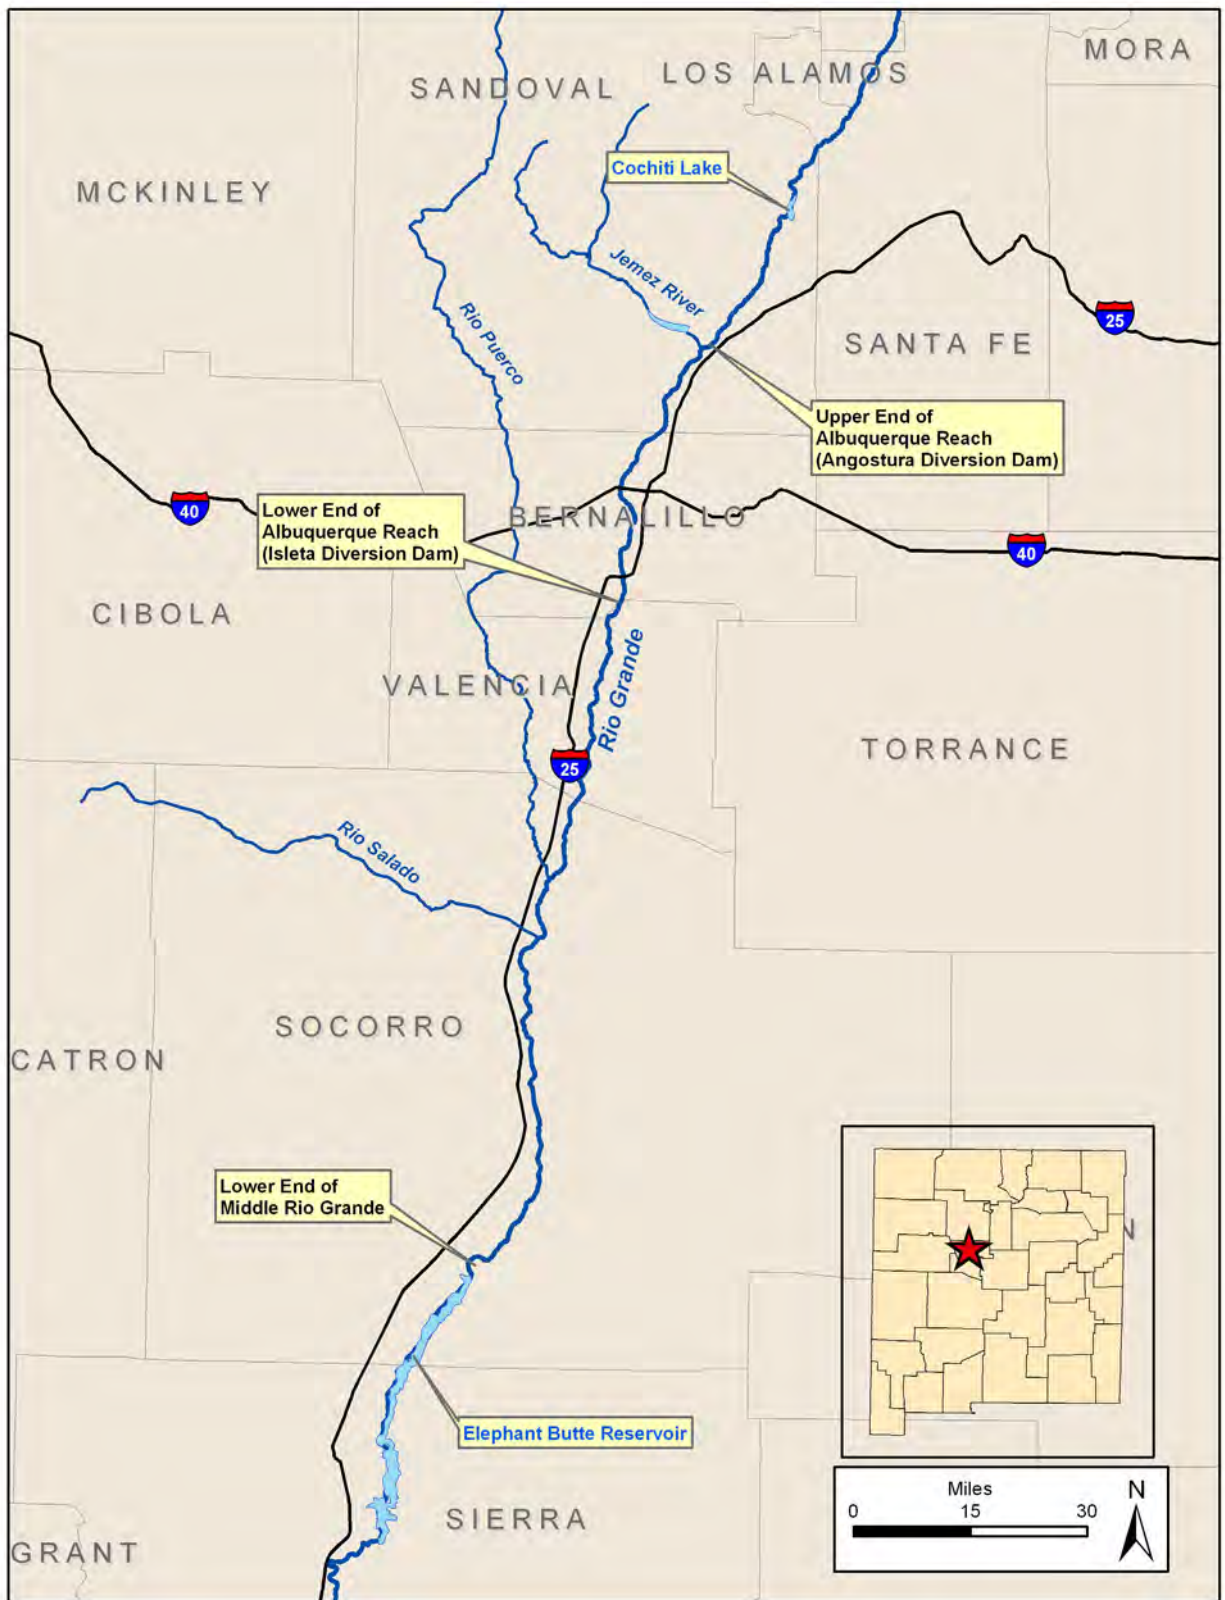 MORA
LOS ALAMOS
SANDOVAL
Cochiti Lake
MCKINLEY
Jemez River
Rio Puerco
25
SANTA FE
Upper End of
Albuquerque Reach
(Angostura Diversion Dam)
40
Lower End of
Albuquerque Reach
(Isleta Diversion Dam)
BERNALILLO
40
CIBOLA
VALENCIA
Rio Grande
TORRANCE
25
Rio Salado
SOCORRO
CATRON
Lower End of
Middle Rio Grande
N
Elephant Butte Reservoir
SIERRA
GRANT
Miles
0 15 30
N